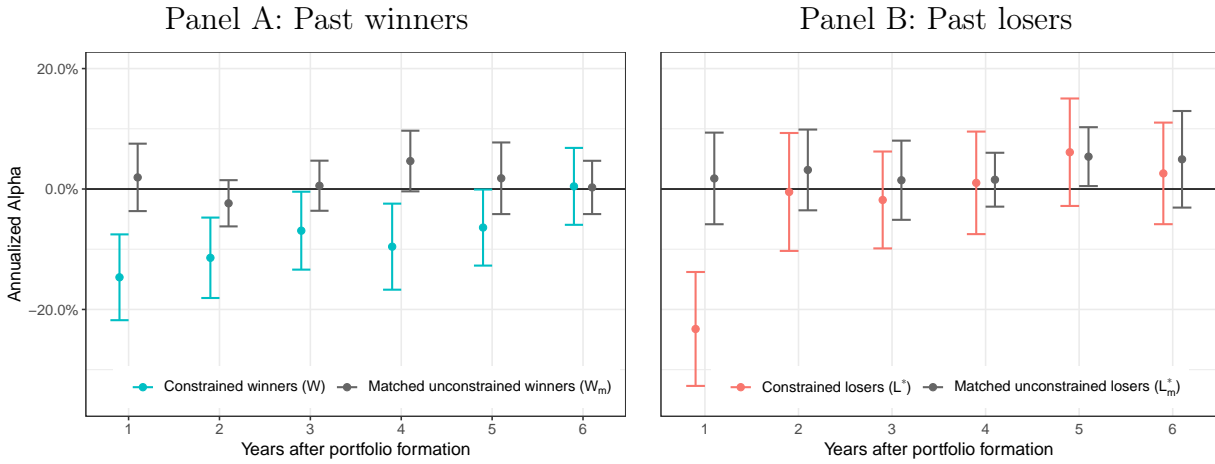 Panel A: Past winners
Panel B: Past losers
Annualized Alpha
20.0%
0.0%
−20.0%
Constrained winners (W)
Matched unconstrained winners (Wm)
Constrained losers (L*)
Matched unconstrained losers (L*m)
1 2 3 4 5 6
1 2 3 4 5 6
Years after portfolio formation
Years after portfolio formation